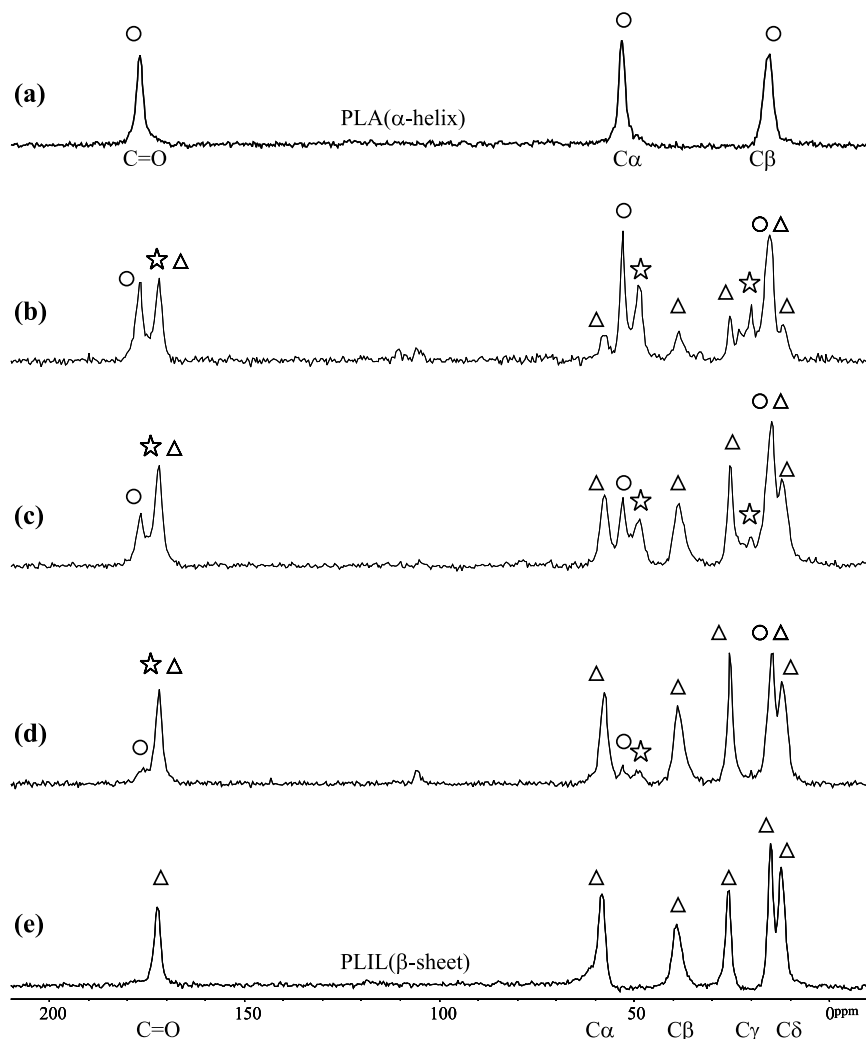 (a)
PLA(α-helix)
C=O Cα Cβ
(b)
(c)
(d)
(e)
PLIL(β-sheet)
200 150 100 50 0ppm
C=O Cα Cβ Cγ Cδ